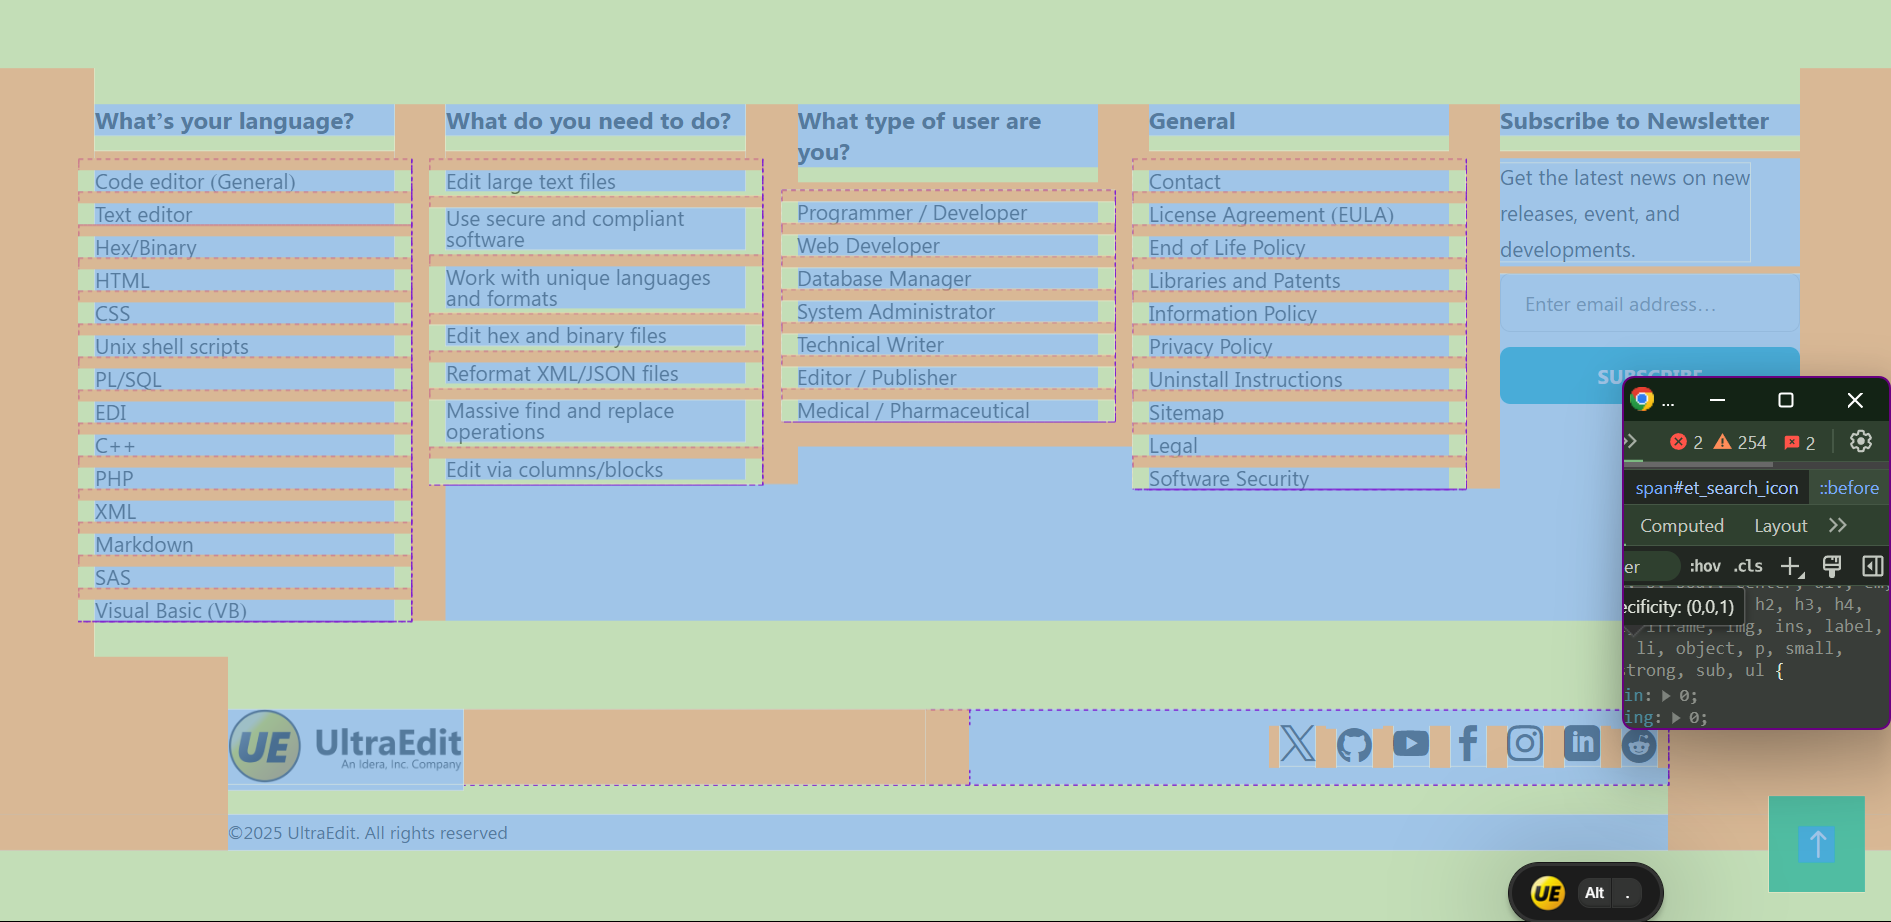 What's your language?
Code editor (General)
Text editor
Hex/Binary
HTML
CSS
Unix shell scripts
PL/SQL
EDI
C++
PHP
XML
Markdown
SAS
Visual Basic (VB)
What do you need to do?
Edit large text files
Use secure and compliant
software
Work with unique languages
and formats
Edit hex and binary files
Reformat XML/JSON files
Massive find and replace
operations
Edit via columns/blocks
What type of user are
you?
Programmer / Developer
Web Developer
Database Manager
System Administrator
Technical Writer
Editor / Publisher
Medical / Pharmaceutical
General
Contact
License Agreement (EULA)
End of Life Policy
Libraries and Patents
Information Policy
Privacy Policy
Uninstall Instructions
Sitemap
Legal
Software Security
Subscribe to Newsletter
Get the latest news on new
releases, event, and
developments.
Enter email address...
SUBSCRIBE
...
2 254 2
span#et_search_icon ::before
Computed Layout
er :hov .cls
ecificity: (0,0,1) h2, h3, h4,
iframe, img, ins, label,
li, object, p, small,
trong, sub, ul {
in: 0;
ing: 0;
UE UltraEdit
An Idera, Inc. Company
in
©2025 UltraEdit. All rights reserved
UE Alt .